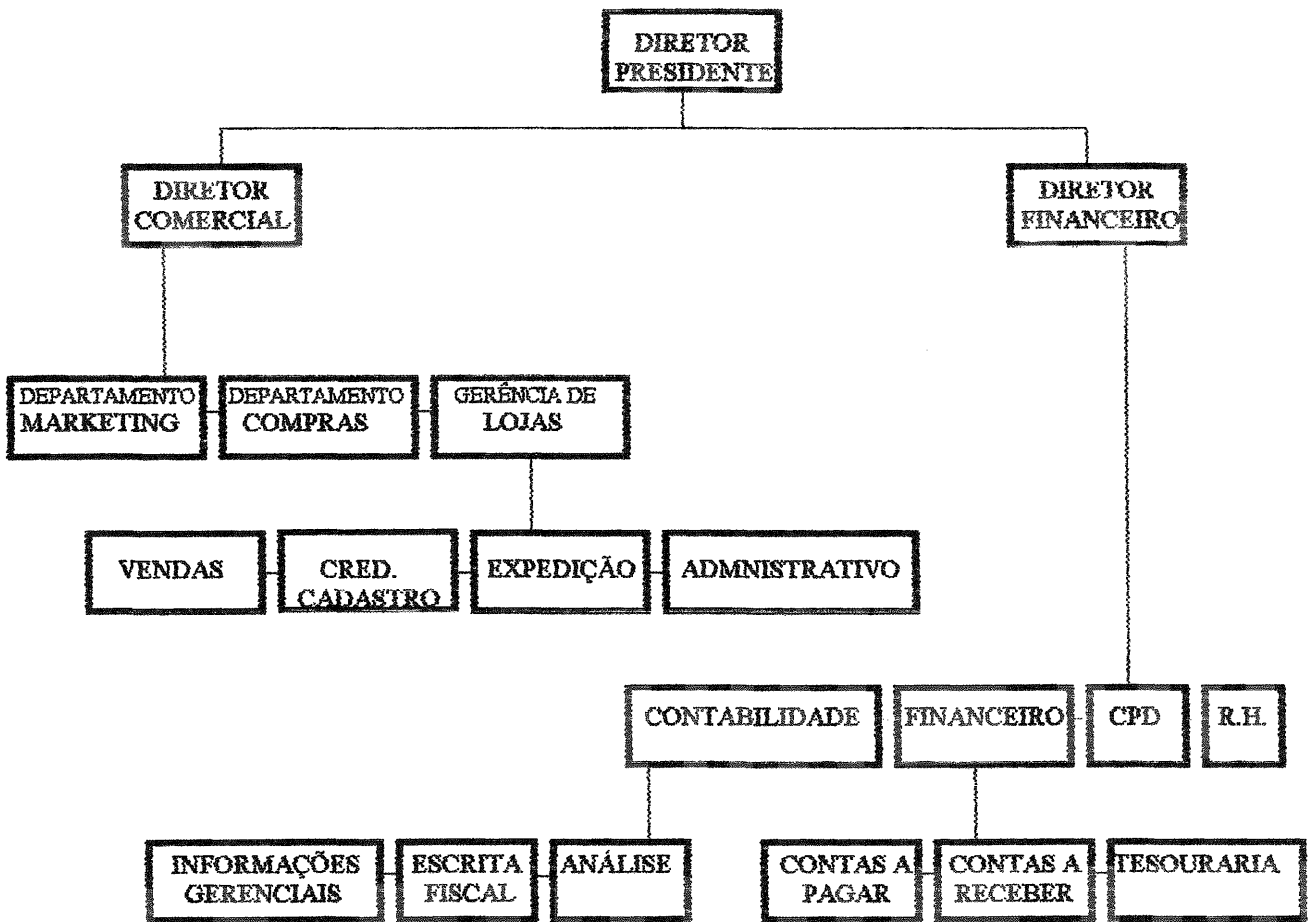 DIRETOR
PRESIDENTE
DIRETOR
COMERCIAL
DIRETOR
FINANCEIRO
DEPARTAMENTO
MARKETING
DEPARTAMENTO
COMPRAS
GERÊNCIA DE
LOJAS
VENDAS
CRED.
CADASTRO
EXPEDIÇÃO
ADMNISTRATIVO
CONTABILIDADE
FINANCEIRO
CPD
R.H.
INFORMAÇÕES
GERENCIAIS
ESCRITA
FISCAL
ANÁLISE
CONTAS A
PAGAR
CONTAS A
RECEBER
TESOURARIA